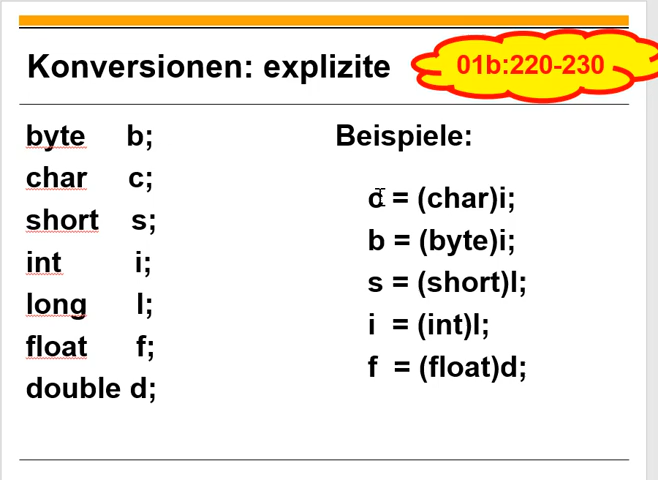 Konversionen: explizite
01b:220-230
byte b;
char c;
short s;
int i;
long l;
float f;
double d;
Beispiele:
c = (char)i;
b = (byte)i;
s = (short)l;
i = (int)l;
f = (float)d;